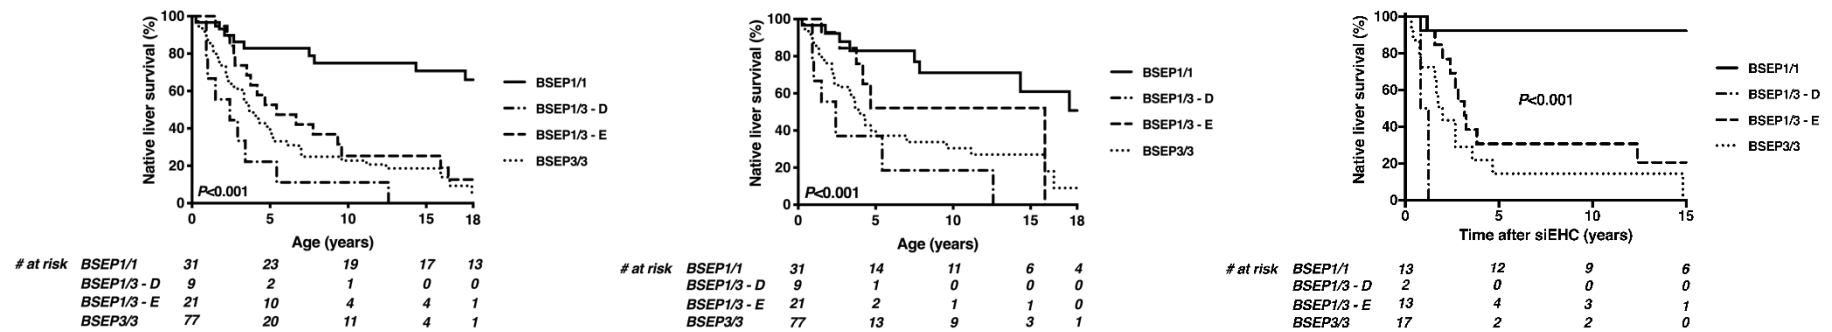 Native liver survival (%)
100
80
60
40
20
0
P<0.001
0 5 10 15 18
Age (years)
BSEP1/1
BSEP1/3 - D
BSEP1/3 - E
BSEP3/3
# at risk BSEP1/1 31 23 19 17 13
BSEP1/3 - D 9 2 1 0 0
BSEP1/3 - E 21 10 4 4 1
BSEP3/3 77 20 11 4 1
Native liver survival (%)
100
80
60
40
20
0
P<0.001
0 5 10 15 18
Age (years)
BSEP1/1
BSEP1/3 - D
BSEP1/3 - E
BSEP3/3
# at risk BSEP1/1 31 14 11 6 4
BSEP1/3 - D 9 1 0 0 0
BSEP1/3 - E 21 2 1 1 0
BSEP3/3 77 13 9 3 1
Native liver survival (%)
100
80
60
40
20
0
P<0.001
0 5 10 15
Time after siEHC (years)
BSEP1/1
BSEP1/3 - D
BSEP1/3 - E
BSEP3/3
# at risk BSEP1/1 13 12 9 6
BSEP1/3 - D 2 0 0 0
BSEP1/3 - E 13 4 3 1
BSEP3/3 17 2 2 0